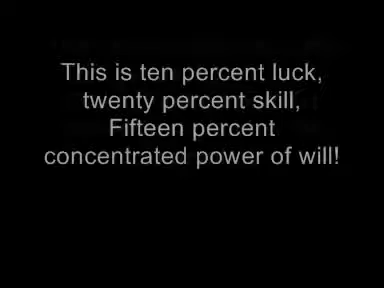 This is ten percent luck,
twenty percent skill,
Fifteen percent
concentrated power of will!